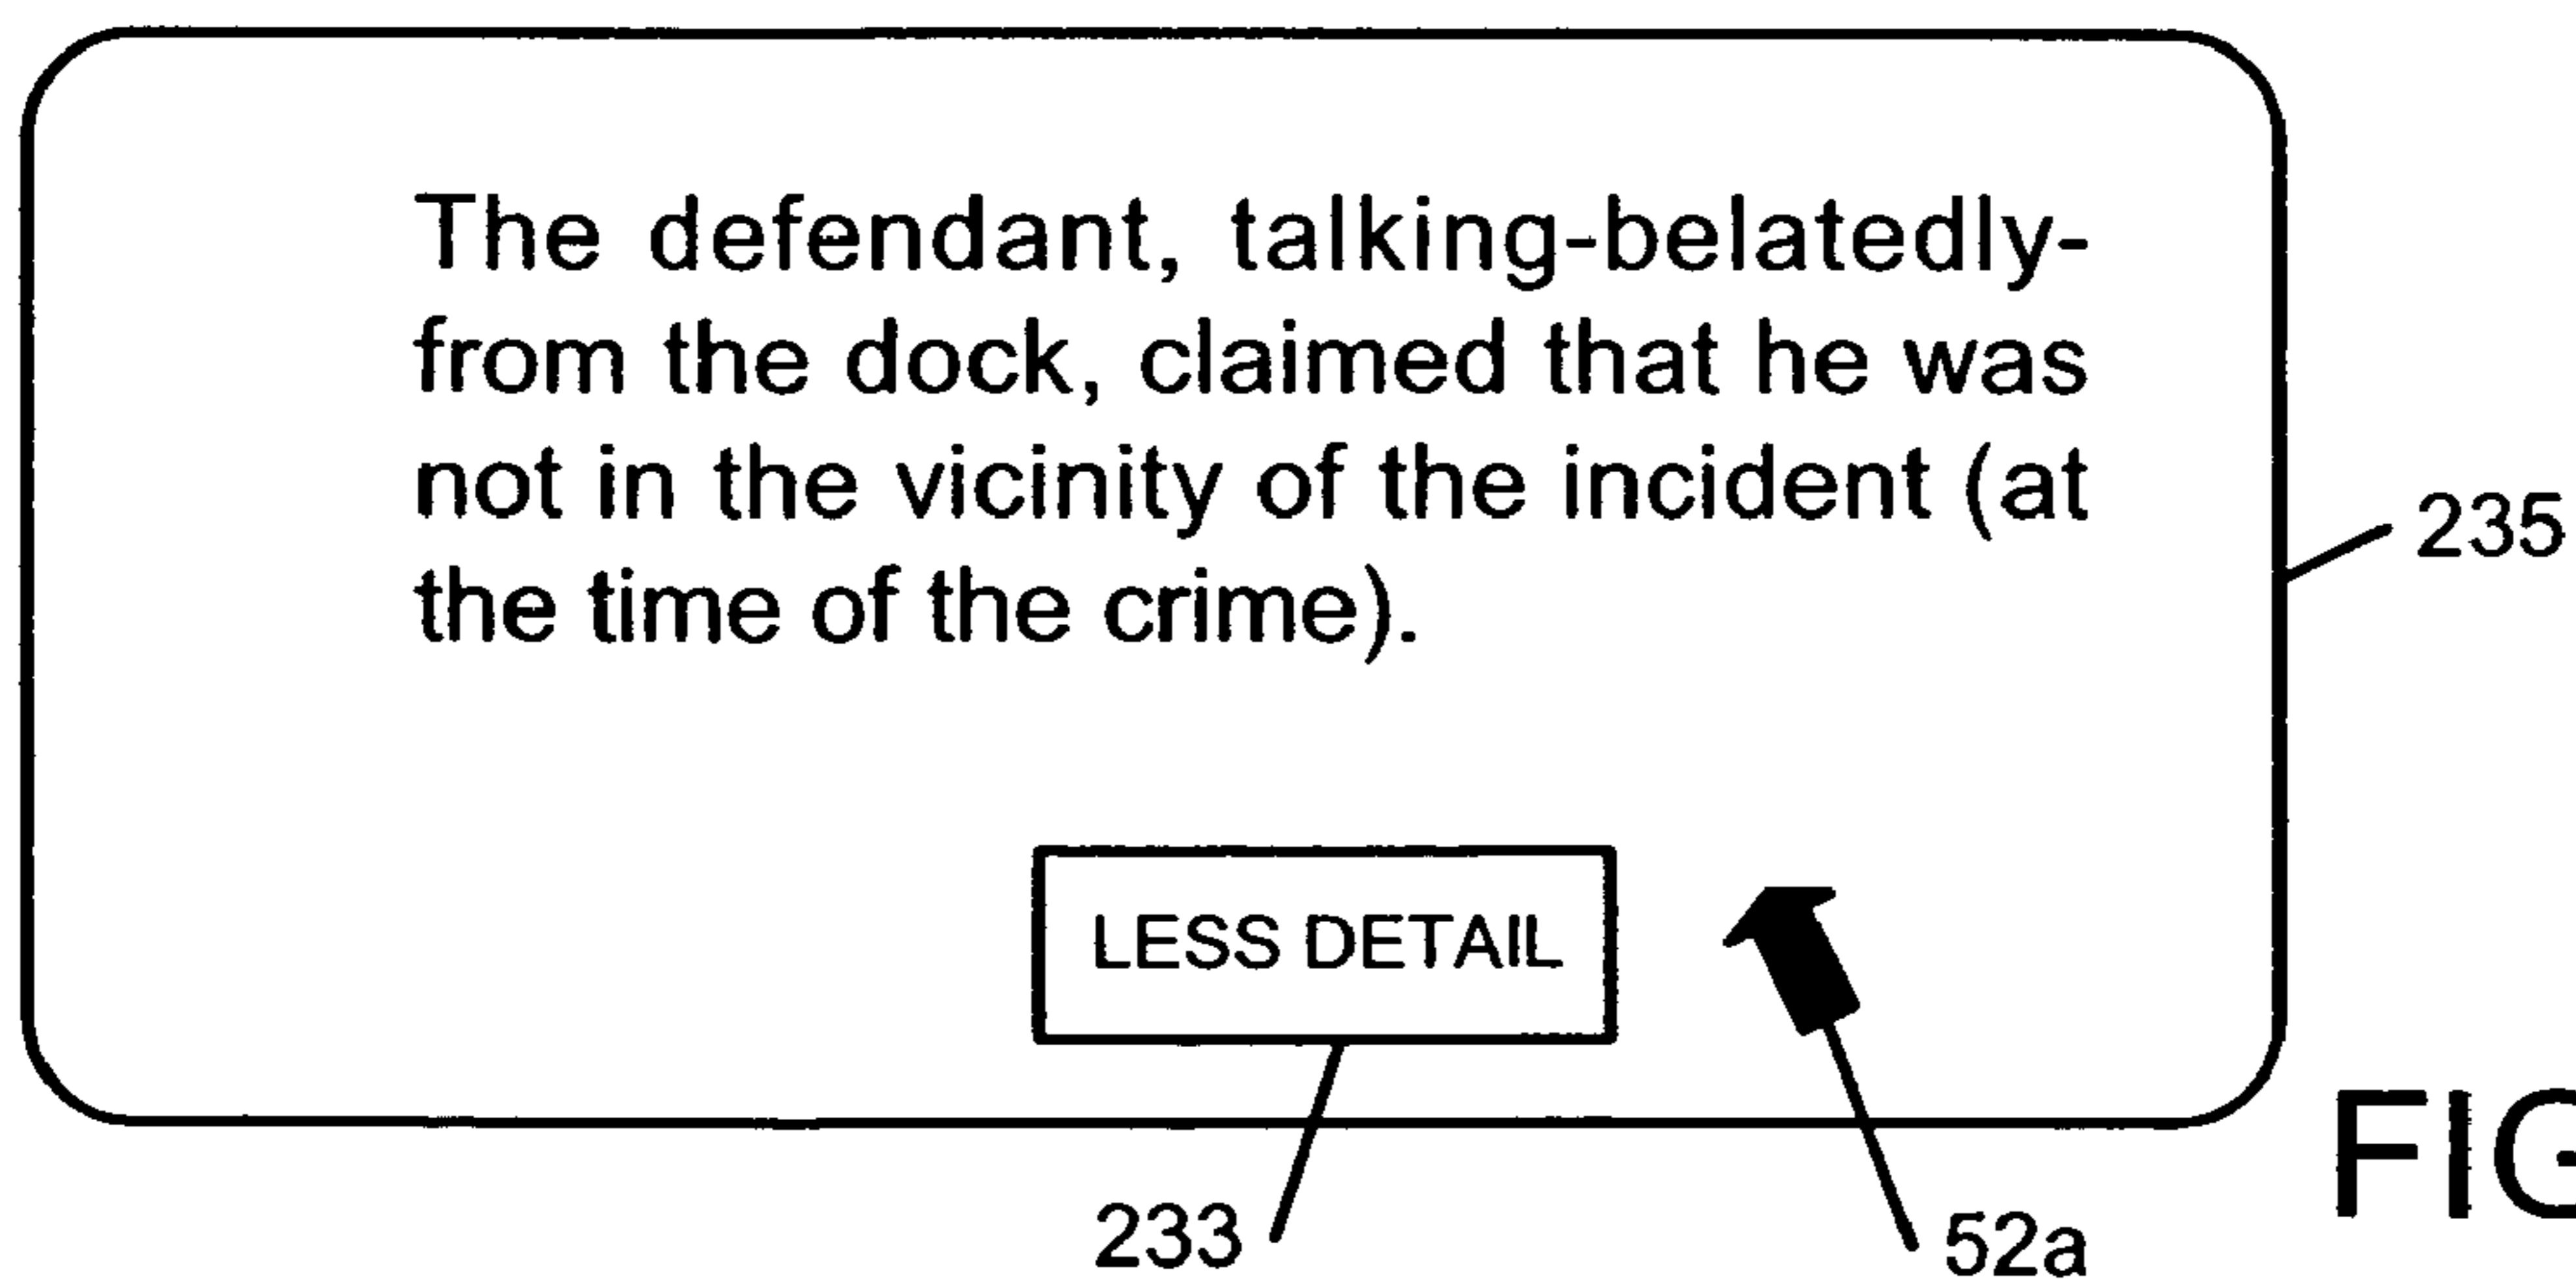 The defendant, talking-belatedly-
from the dock, claimed that he was
not in the vicinity of the incident (at
the time of the crime).
235
LESS DETAIL
233
52a
FIG